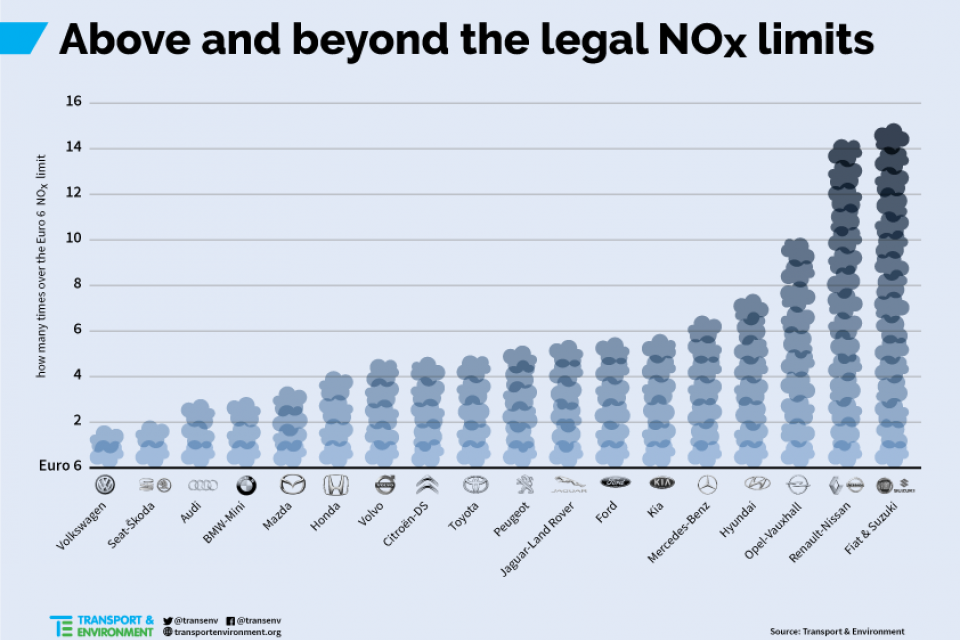 Above and beyond the legal NOx limits
how many times over the Euro 6 NOx limit
16
14
12
10
8
6
4
2
Euro 6
JAGUAR
Ford
KIA
Volkswagen
Seat-Škoda
Audi
BMW-Mini
Mazda
Honda
Volvo
Citroën-DS
Toyota
Peugeot
Jaguar-Land Rover
Ford
Kia
Mercedes-Benz
Hyundai
Opel-Vauxhall
Renault-Nissan
Fiat & Suzuki
TRANSPORT &
ENVIRONMENT
@transenv @transenv
transportenvironment.org
Source: Transport & Environment